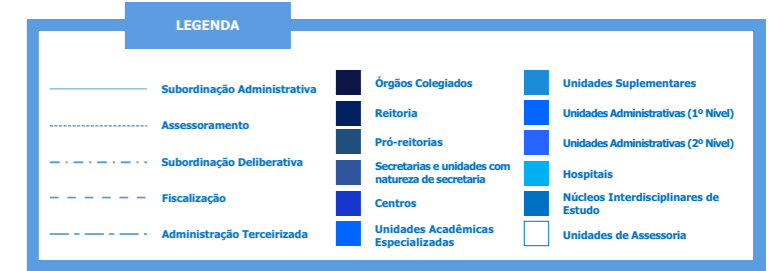 LEGENDA
Subordinação Administrativa
Assessoramento
Subordinação Deliberativa
Fiscalização
Administração Terceirizada
Órgãos Colegiados
Reitoria
Pró-reitorias
Secretarias e unidades com
natureza de secretaria
Centros
Unidades Acadêmicas
Especializadas
Unidades Suplementares
Unidades Administrativas (1º Nível)
Unidades Administrativas (2º Nível)
Hospitais
Núcleos Interdisciplinares de
Estudo
Unidades de Assessoria